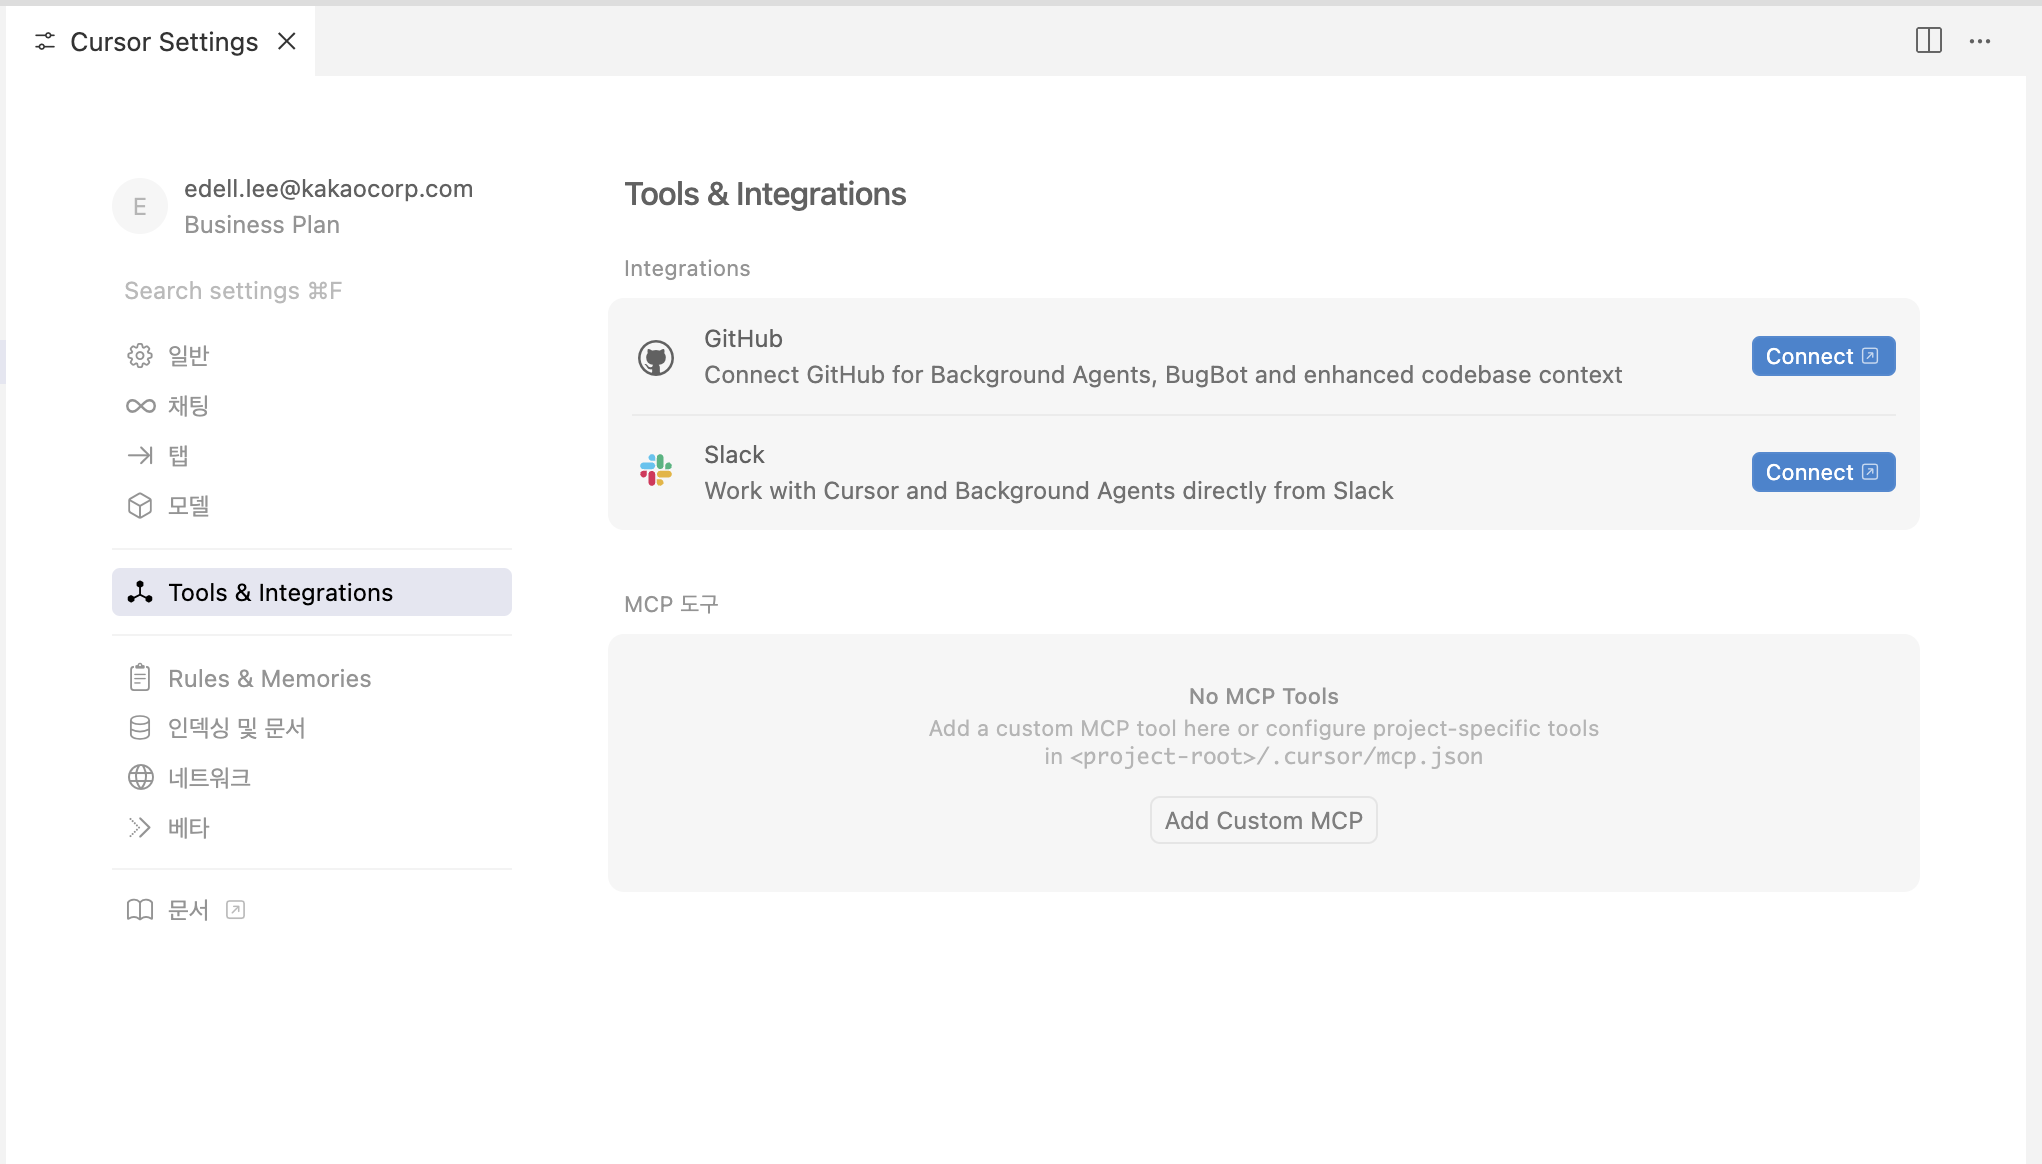 Cursor Settings
E
edell.lee@kakaocorp.com
Business Plan
Search settings ⌘F
일반
채팅
탭
모델
Tools & Integrations
Rules & Memories
인덱싱 및 문서
네트워크
베타
문서
Tools & Integrations
Integrations
GitHub
Connect GitHub for Background Agents, BugBot and enhanced codebase context
Connect
Slack
Work with Cursor and Background Agents directly from Slack
Connect
MCP 도구
No MCP Tools
Add a custom MCP tool here or configure project-specific tools
in <project-root>/.cursor/mcp.json
Add Custom MCP